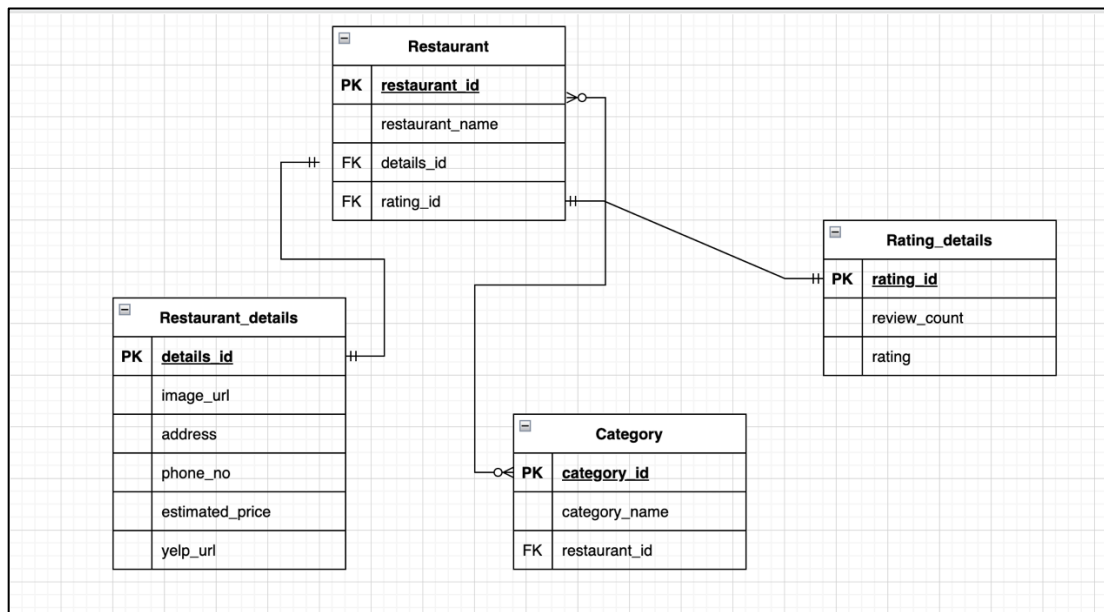 Restaurant
PK restaurant_id
restaurant_name
FK details_id
FK rating_id
Rating_details
PK rating_id
review_count
rating
Restaurant_details
PK details_id
image_url
address
phone_no
estimated_price
yelp_url
Category
PK category_id
category_name
FK restaurant_id